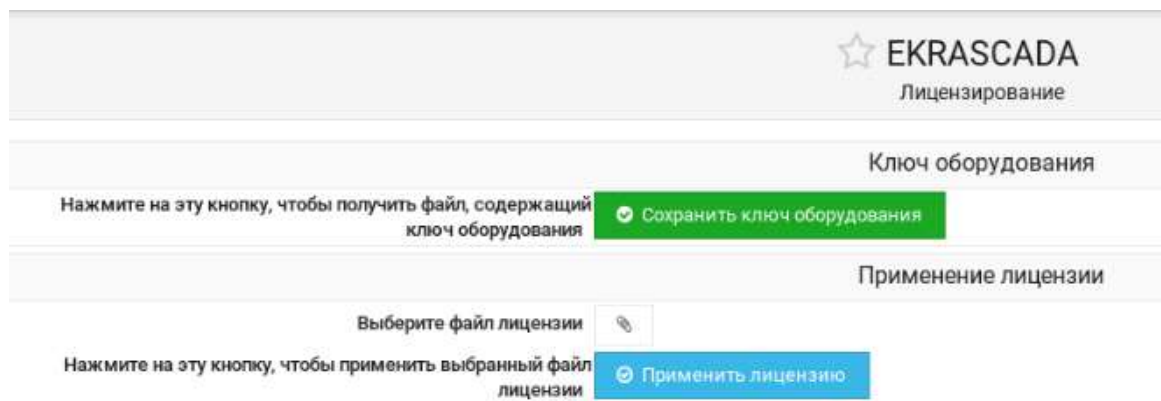 EKRASCADA
Лицензирование
Ключ оборудования
Нажмите на эту кнопку, чтобы получить файл, содержащий
ключ оборудования
Сохранить ключ оборудования
Применение лицензии
Выберите файл лицензии
Нажмите на эту кнопку, чтобы применить выбранный файл
лицензии
Применить лицензию